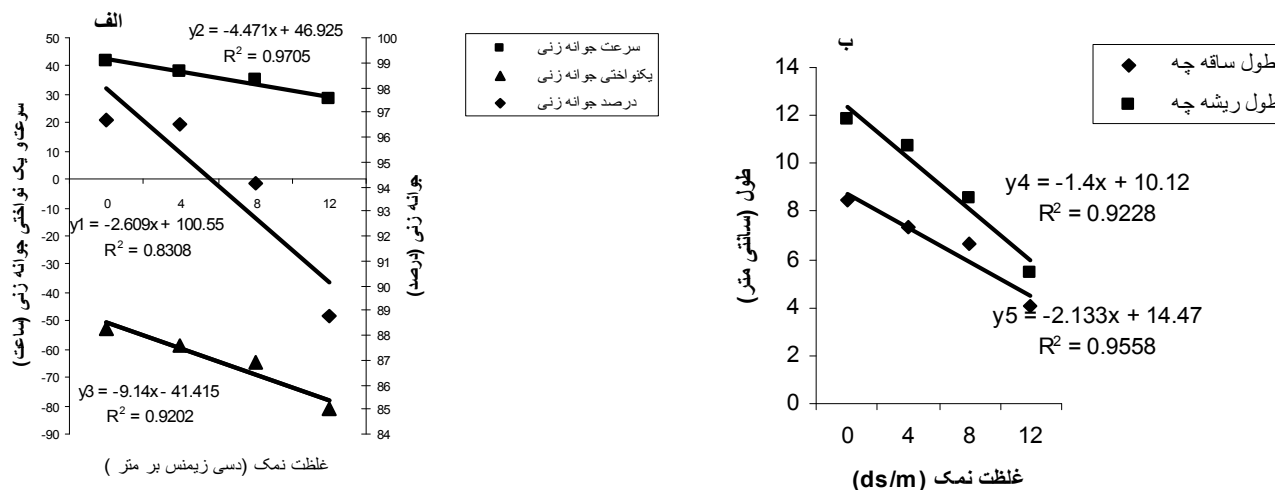 الف
y2 = -4.471x + 46.925
R² = 0.9705
50
40
30
20
10
0
-10
-20
-30
-40
-50
-60
-70
-80
-90
100
99
98
97
96
95
94
93
92
91
90
89
88
87
86
85
84
0 4 8 12
y1 = -2.609x + 100.55
R² = 0.8308
y3 = -9.14x - 41.415
R² = 0.9202
سرعت و یک نواختی جوانه زنی (ساعت)
جوانه زنی (درصد)
غلظت نمک (دسی زیمنس بر متر )
سرعت جوانه زنی
یکنواختی جوانه زنی
درصد جوانه زنی
ب
14
12
10
8
6
4
2
0
0 4 8 12
y4 = -1.4x + 10.12
R² = 0.9228
y5 = -2.133x + 14.47
R² = 0.9558
طول (سانتی متر)
غلظت نمک (ds/m)
طول ساقه چه
طول ریشه چه